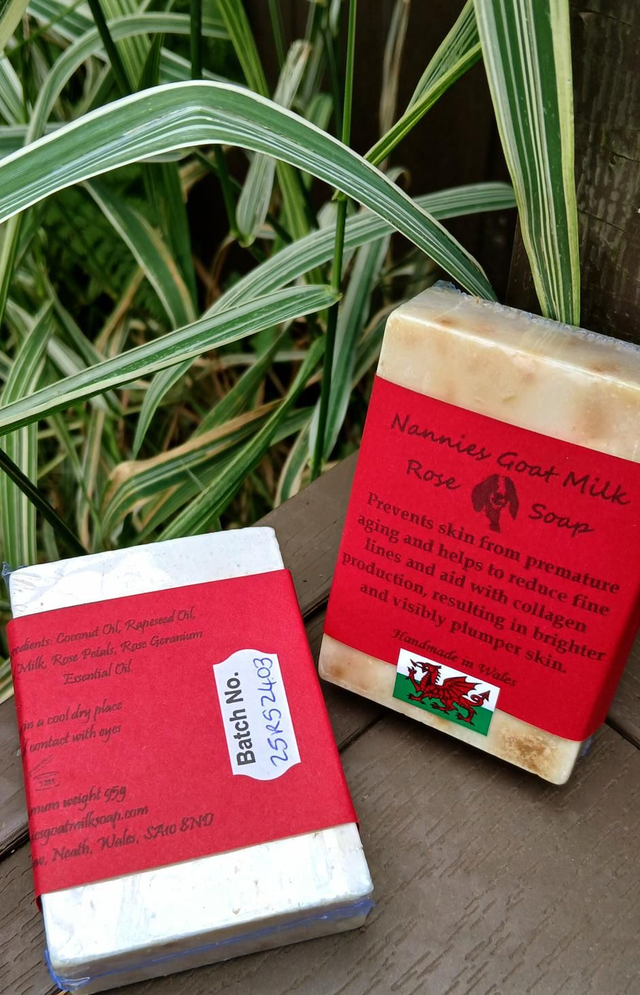 Nannies Goat Milk
Rose Soap
Prevents skin from premature
aging and helps to reduce fine
lines and aid with collagen
production, resulting in brighter
and visibly plumper skin.
Handmade in Wales
Coconut Oil, Rapeseed Oil,
Milk, Rose Petals, Rose Geranium
Essential Oil
in a cool dry place
contact with eyes
weight 95g
esgoatmilksoap.com
Neath, Wales, SA10 8ND
Batch No.
25RS2403